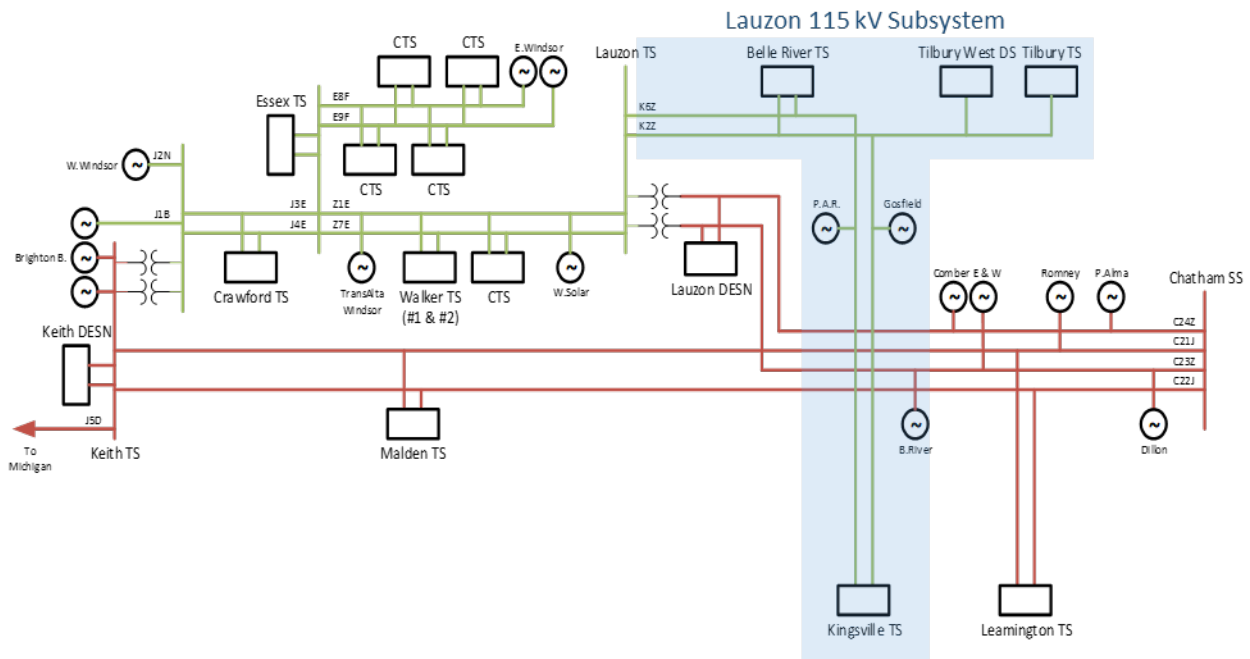 Lauzon 115 kV Subsystem
CTS
CTS
E.Windsor
Lauzon TS
Belle River TS
Tilbury West DS
Tilbury TS
Essex TS
E8F
E9F
K6Z
K2Z
W.Windsor
J2N
CTS
CTS
J1B
J3E
Z1E
J4E
Z7E
P.A.R.
Gosfield
Brighton B.
Crawford TS
TransAlta
Windsor
Walker TS
(#1 & #2)
CTS
W.Solar
Lauzon DESN
Comber E & W
Romney
P.Alma
Chatham SS
C24Z
C21J
C23Z
C22J
Keith DESN
J5D
To
Michigan
Keith TS
Malden TS
B.River
Dillon
Kingsville TS
Leamington TS